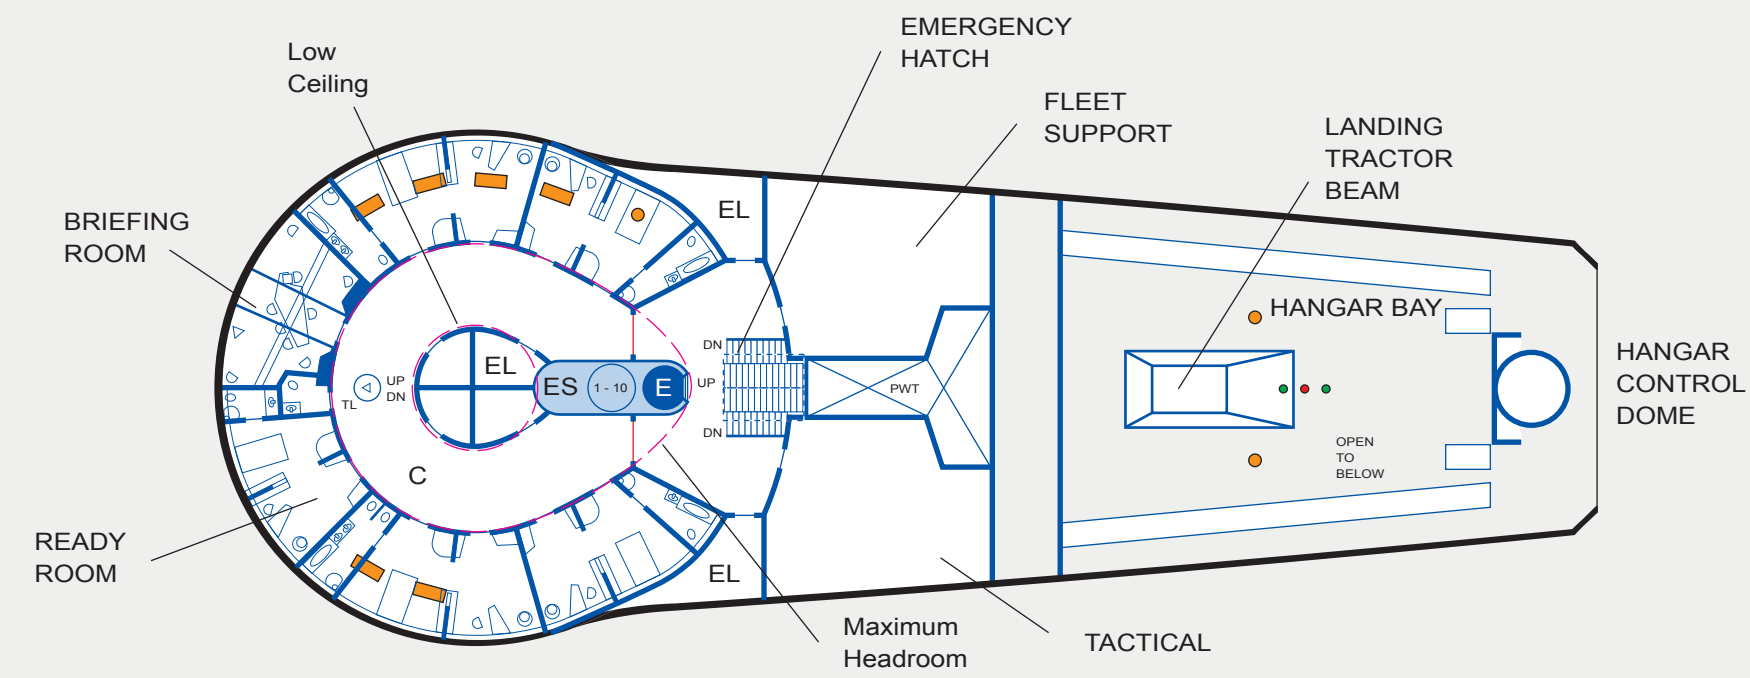 EMERGENCY
HATCH
Low
Ceiling
FLEET
SUPPORT
LANDING
TRACTOR
BEAM
BRIEFING
ROOM
EL
HANGAR BAY
DN
EL
ES
1 - 10
E
UP
DN
TL
UP
PWT
DN
HANGAR
CONTROL
DOME
OPEN
TO
BELOW
C
READY
ROOM
EL
Maximum
Headroom
TACTICAL